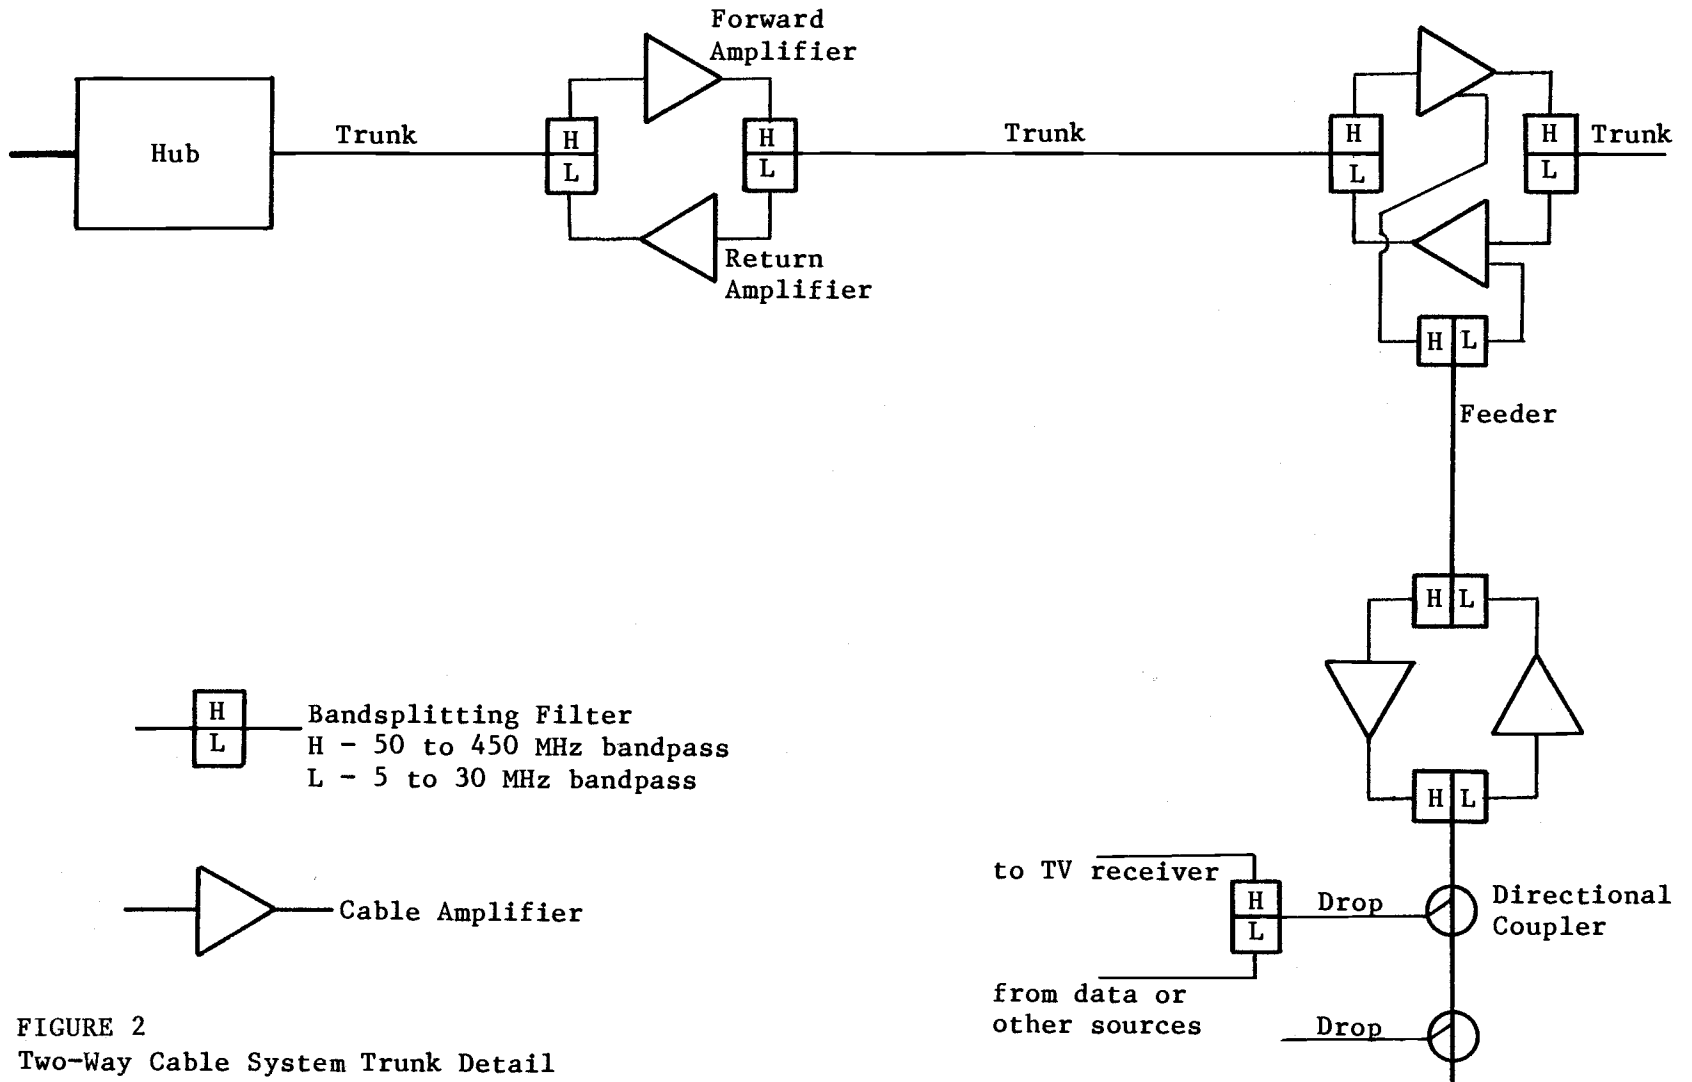 Forward
Amplifier
Hub
Trunk
H
L
H
L
Return
Amplifier
Trunk
H
L
H
L
Trunk
H L
Feeder
H L
H L
H
L
Bandsplitting Filter
H - 50 to 450 MHz bandpass
L - 5 to 30 MHz bandpass
Cable Amplifier
to TV receiver
H
L
Drop
Directional
Coupler
from data or
other sources
Drop
FIGURE 2
Two-Way Cable System Trunk Detail